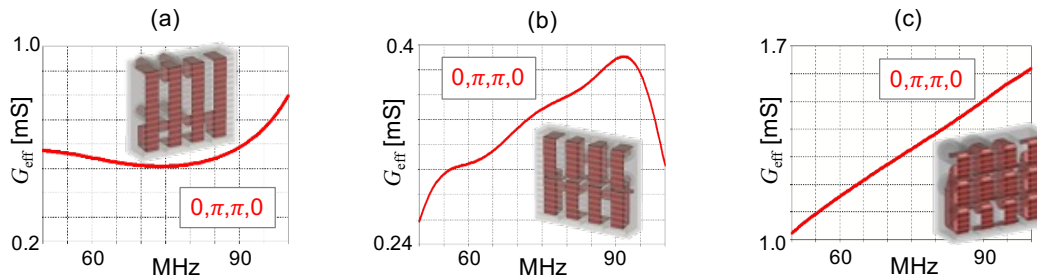 (a)
1.0
G_eff [mS]
0,π,π,0
0.2
60
MHz
90
(b)
0.4
G_eff [mS]
0,π,π,0
0.24
60
MHz
90
(c)
1.7
G_eff [mS]
0,π,π,0
1.0
60
MHz
90